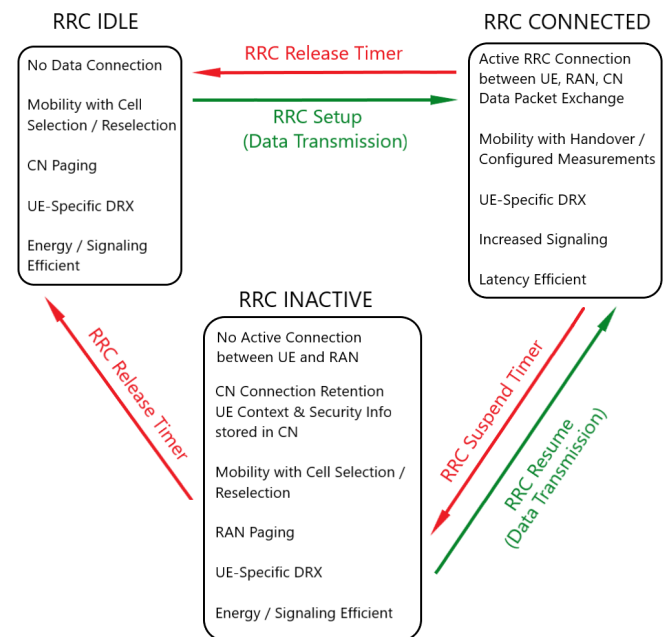 RRC IDLE
RRC CONNECTED
No Data Connection
Mobility with Cell
Selection / Reselection
CN Paging
UE-Specific DRX
Energy / Signaling
Efficient
RRC Release Timer
RRC Setup
(Data Transmission)
Active RRC Connection
between UE, RAN, CN
Data Packet Exchange
Mobility with Handover /
Configured Measurements
UE-Specific DRX
Increased Signaling
Latency Efficient
RRC INACTIVE
No Active Connection
between UE and RAN
CN Connection Retention
UE Context & Security Info
stored in CN
Mobility with Cell Selection /
Reselection
RAN Paging
UE-Specific DRX
Energy / Signaling Efficient
RRC Release Timer
RRC Suspend Timer
RRC Resume
(Data Transmission)